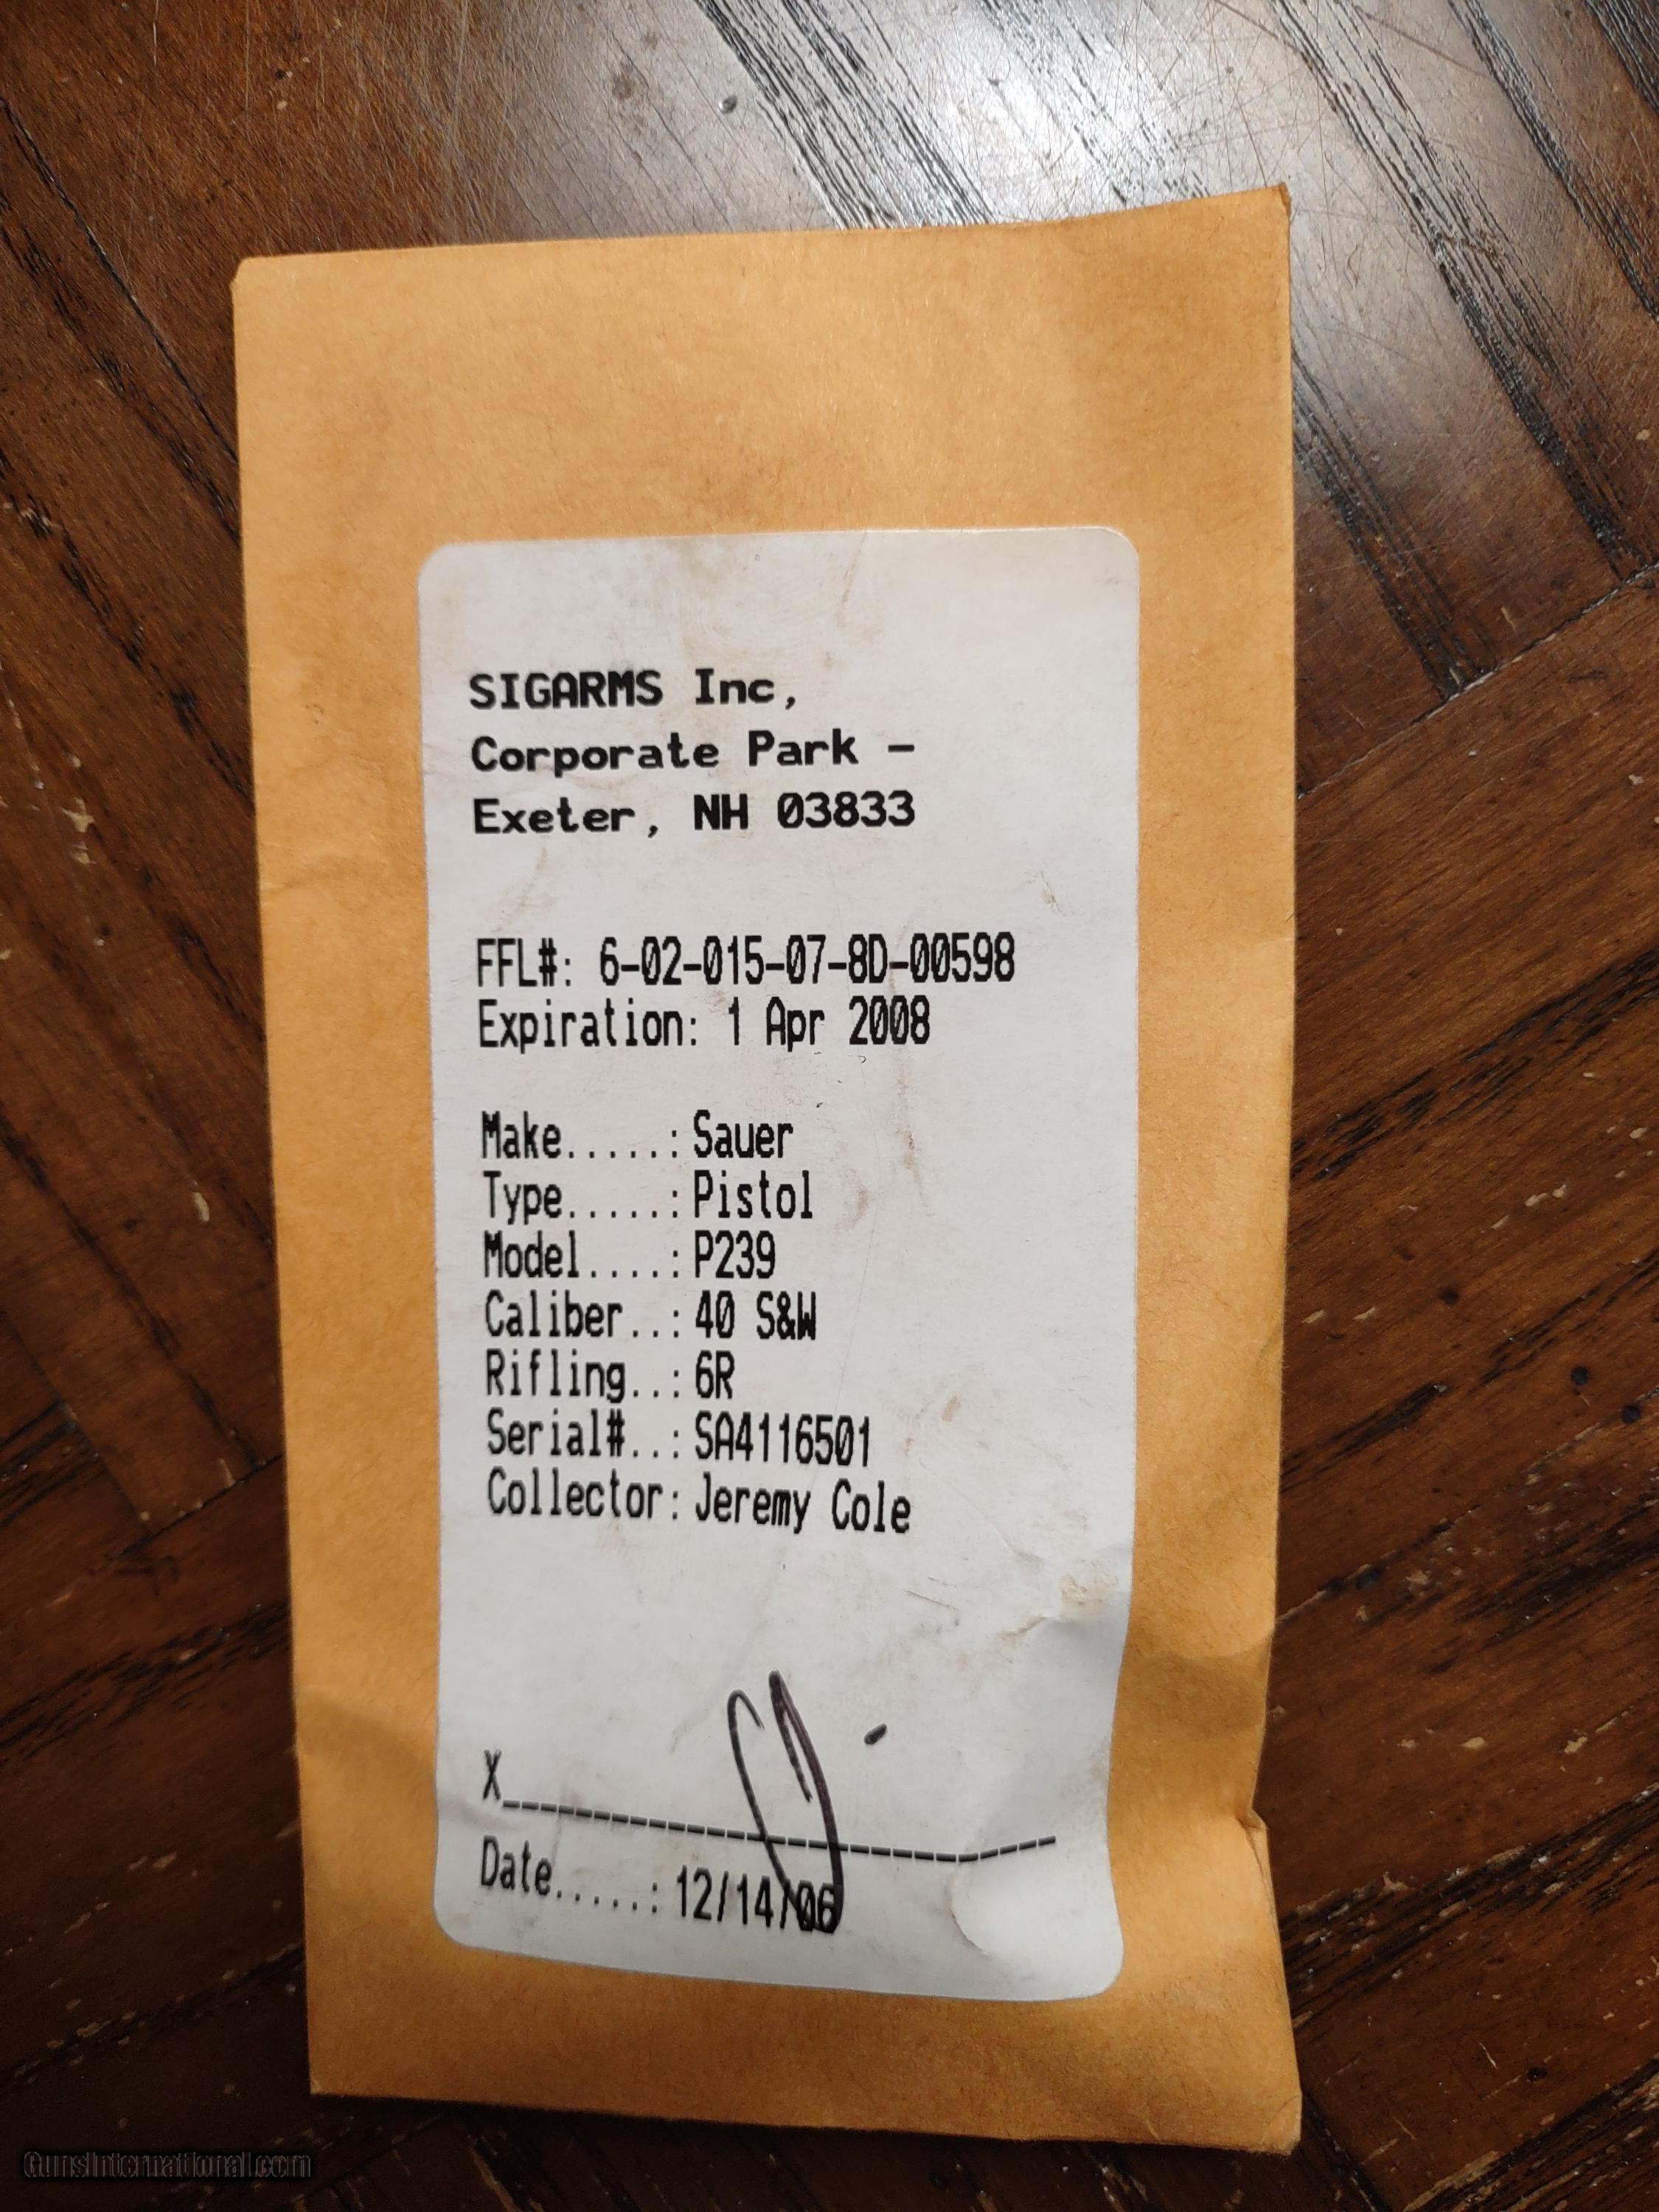 SIGARMS Inc,
Corporate Park -
Exeter, NH 03833
FFL#: 6-02-015-07-8D-00598
Expiration: 1 Apr 2008
Make.....: Sauer
Type.....: Pistol
Model....: P239
Caliber..: 40 S&W
Rifling..: 6R
Serial#..: SA4116501
Collector: Jeremy Cole
X
Date.....: 12/14/06
GunsInternational.com